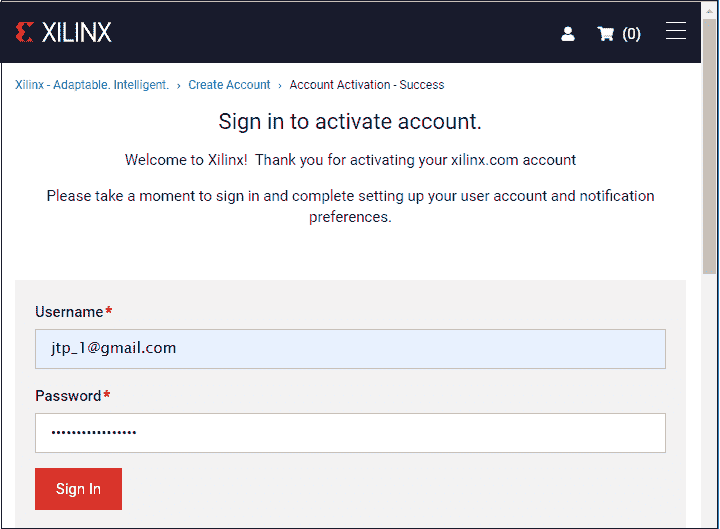 XILINX (0)
Xilinx - Adaptable. Intelligent. › Create Account › Account Activation - Success
Sign in to activate account.
Welcome to Xilinx! Thank you for activating your xilinx.com account
Please take a moment to sign in and complete setting up your user account and notification
preferences.
Username*
jtp_1@gmail.com
Password*
•••••••••••••••••
Sign In